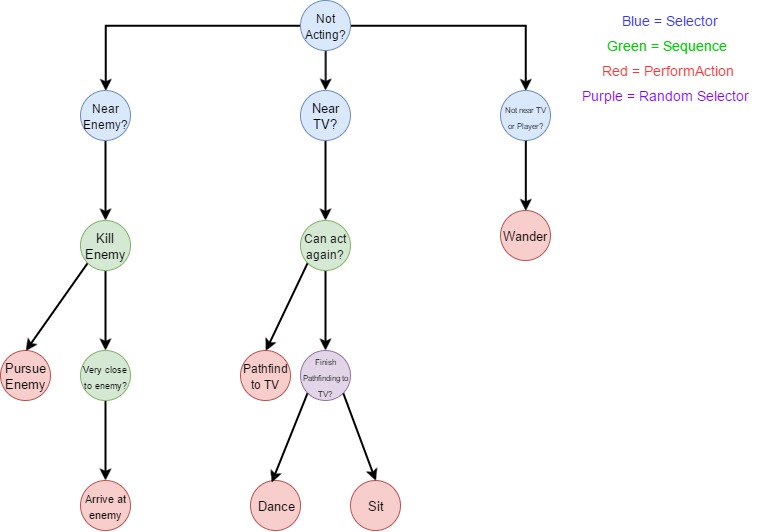 Not
Acting?
Blue = Selector
Green = Sequence
Red = PerformAction
Purple = Random Selector
Near
Enemy?
Near
TV?
Not near TV
or Player?
Kill
Enemy
Can act
again?
Wander
Pursue
Enemy
Very close
to enemy?
Pathfind
to TV
Finish
Pathfinding to
TV?
Arrive at
enemy
Dance
Sit